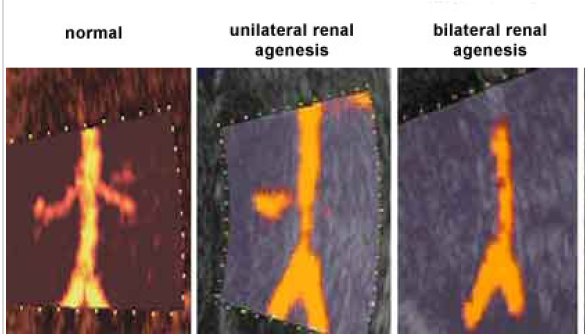 normal
unilateral renal
agenesis
bilateral renal
agenesis